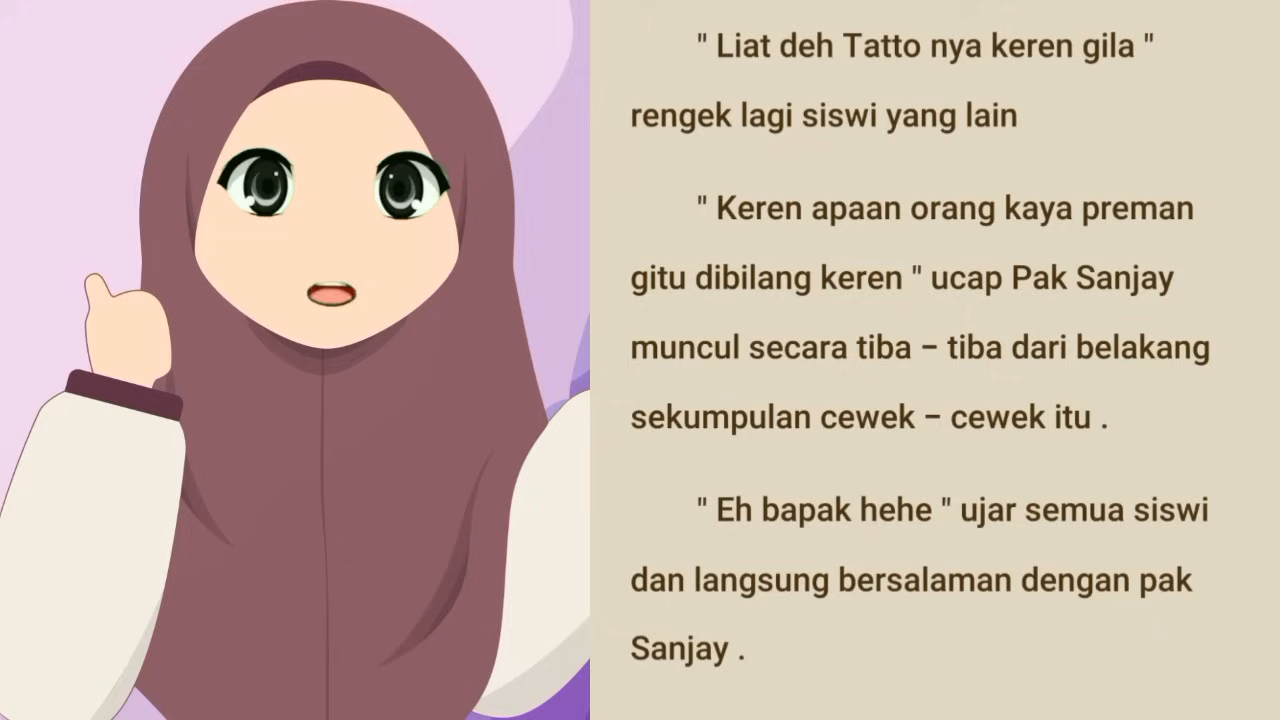 " Liat deh Tatto nya keren gila "
rengek lagi siswi yang lain
" Keren apaan orang kaya preman
gitu dibilang keren " ucap Pak Sanjay
muncul secara tiba – tiba dari belakang
sekumpulan cewek – cewek itu .
" Eh bapak hehe " ujar semua siswi
dan langsung bersalaman dengan pak
Sanjay .